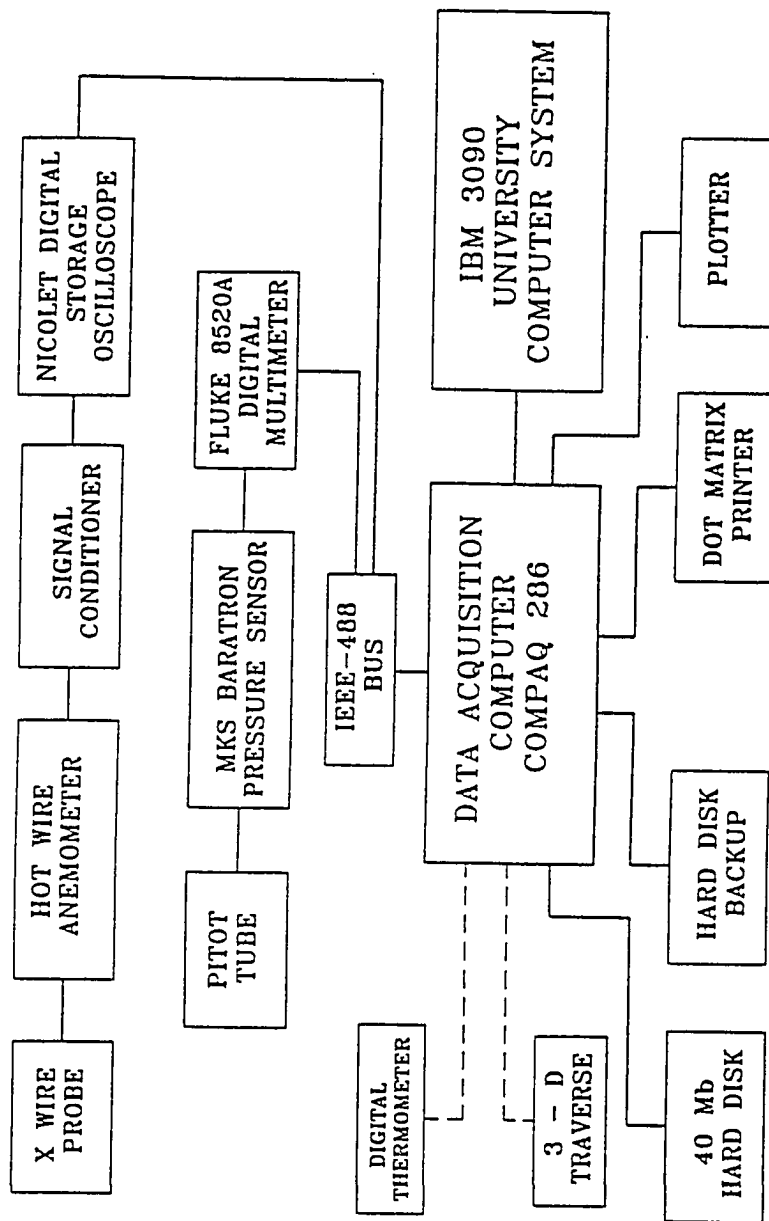 X WIRE
PROBE
HOT WIRE
ANEMOMETER
SIGNAL
CONDITIONER
NICOLET DIGITAL
STORAGE
OSCILLOSCOPE
PITOT
TUBE
MKS BARATRON
PRESSURE SENSOR
FLUKE 8520A
DIGITAL
MULTIMETER
IEEE-488
BUS
DIGITAL
THERMOMETER
3 - D
TRAVERSE
DATA ACQUISITION
COMPUTER
COMPAQ 286
IBM 3090
UNIVERSITY
COMPUTER SYSTEM
40 Mb
HARD DISK
HARD DISK
BACKUP
DOT MATRIX
PRINTER
PLOTTER